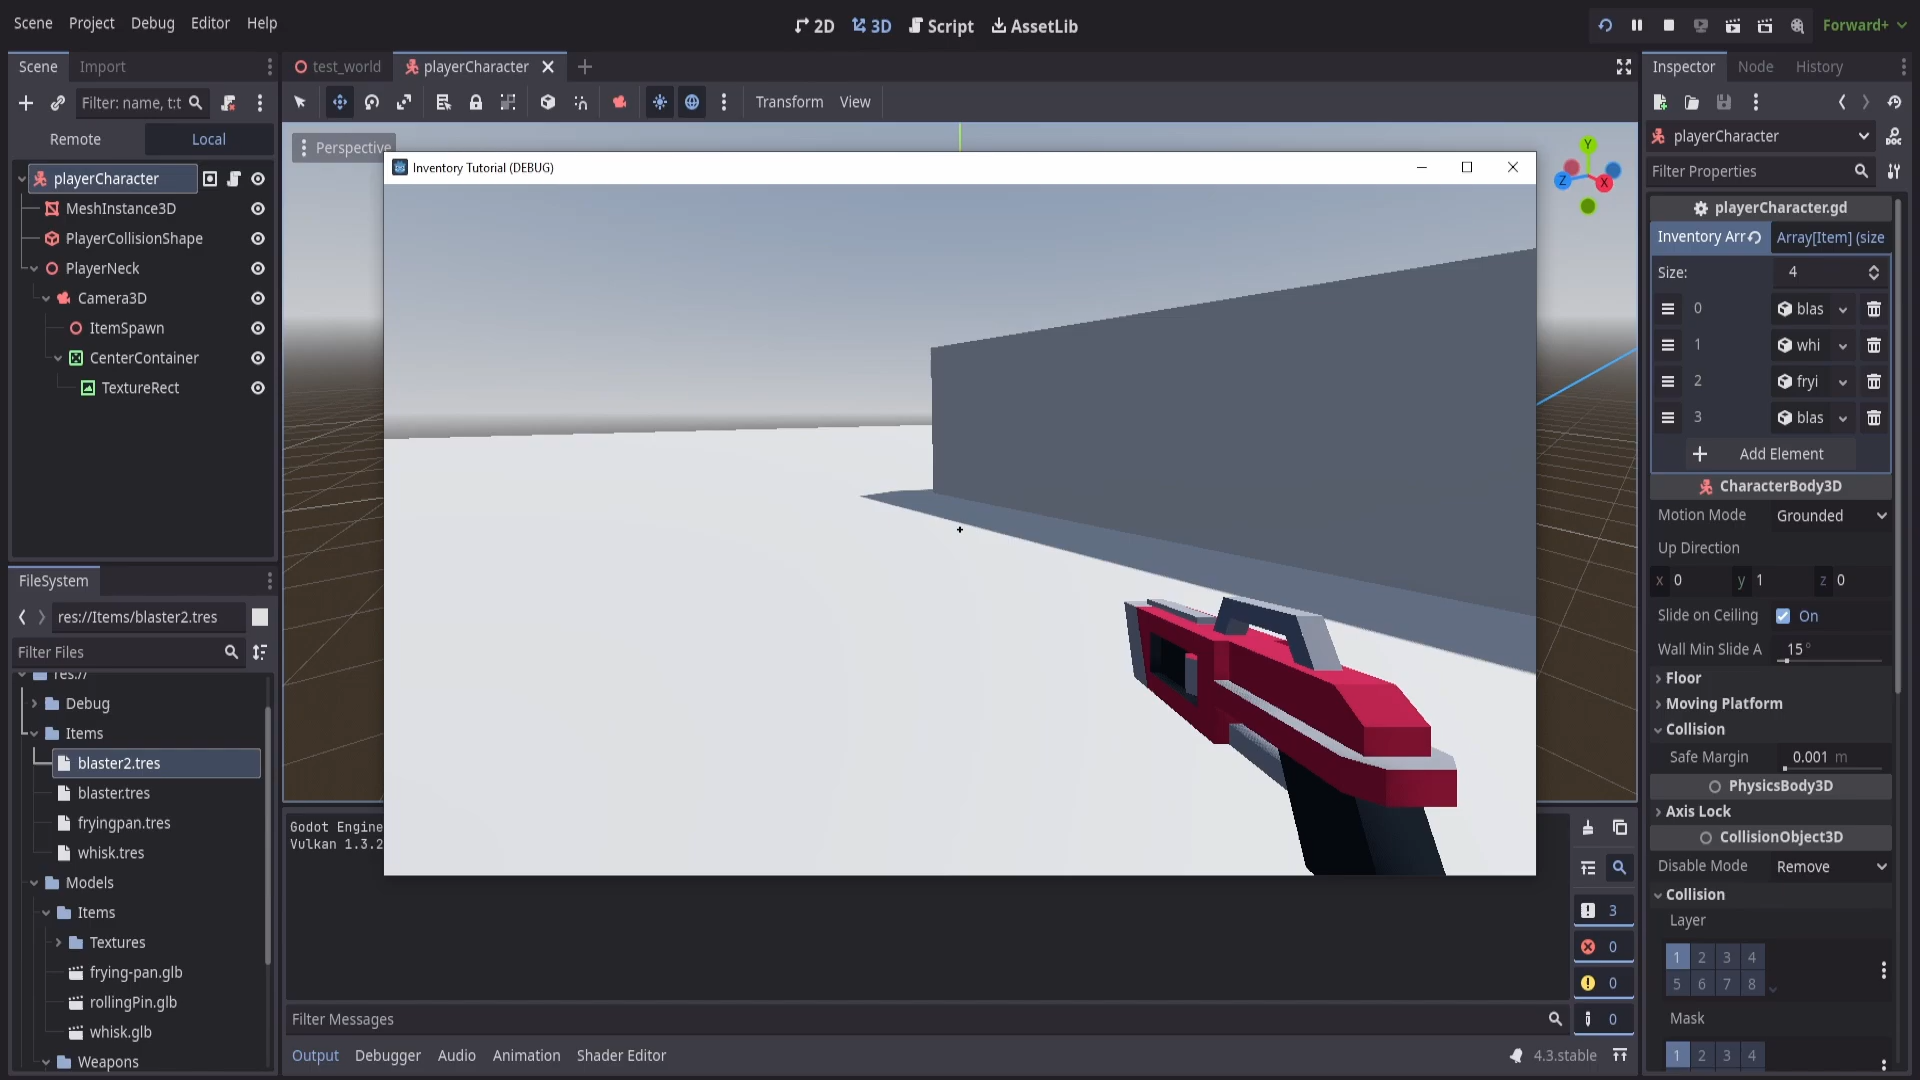 Scene Project Debug Editor Help
2D 3D Script AssetLib
Forward+
Scene Import
test_world playerCharacter
Inspector Node History
Filter: name, t:t
Transform View
Remote Local
playerCharacter
MeshInstance3D
PlayerCollisionShape
PlayerNeck
Camera3D
ItemSpawn
CenterContainer
TextureRect
FileSystem
res://Items/blaster2.tres
Filter Files
res://
Debug
Items
blaster2.tres
blaster.tres
fryingpan.tres
whisk.tres
Models
Items
Textures
frying-pan.glb
rollingPin.glb
whisk.glb
Weapons
Perspective
Y
Z
X
Inventory Tutorial (DEBUG)
Godot Engine
Vulkan 1.3.2
3
0
0
0
Filter Messages
Output Debugger Audio Animation Shader Editor
4.3.stable
playerCharacter
DOC
Filter Properties
playerCharacter.gd
Inventory Arr Array[Item] (size
Size: 4
0 blas
1 whi
2 fryi
3 blas
Add Element
CharacterBody3D
Motion Mode Grounded
Up Direction
x 0 y 1 z 0
Slide on Ceiling On
Wall Min Slide A 15°
Floor
Moving Platform
Collision
Safe Margin 0.001 m
PhysicsBody3D
Axis Lock
CollisionObject3D
Disable Mode Remove
Collision
Layer
1 2 3 4
5 6 7 8
Mask
1 2 3 4